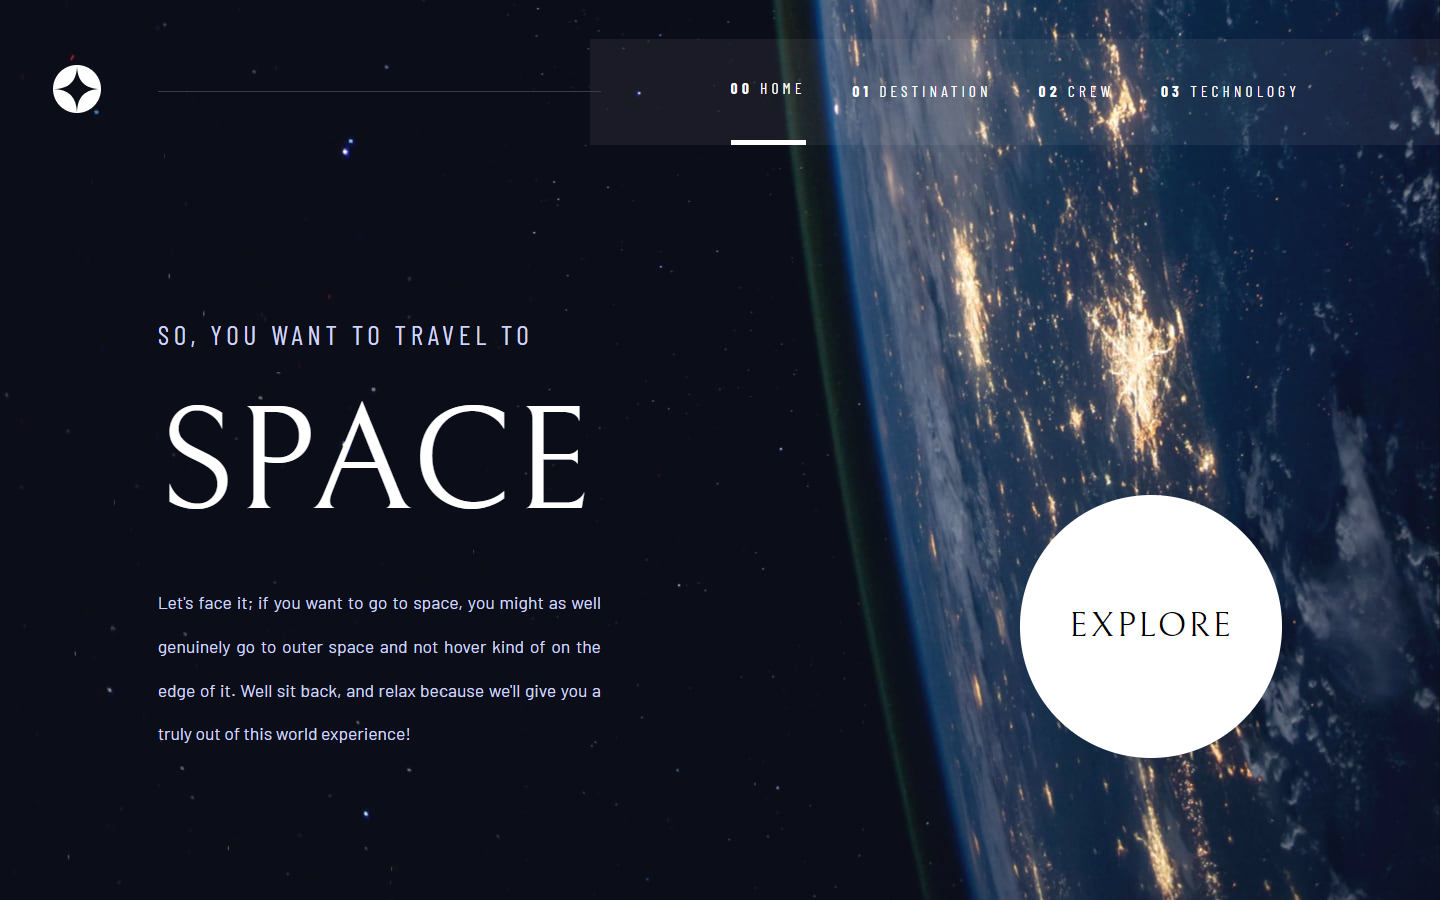 00 HOME
01 DESTINATION
02 CREW
03 TECHNOLOGY
SO, YOU WANT TO TRAVEL TO
SPACE
Let's face it; if you want to go to space, you might as well
genuinely go to outer space and not hover kind of on the
edge of it. Well sit back, and relax because we'll give you a
truly out of this world experience!
EXPLORE